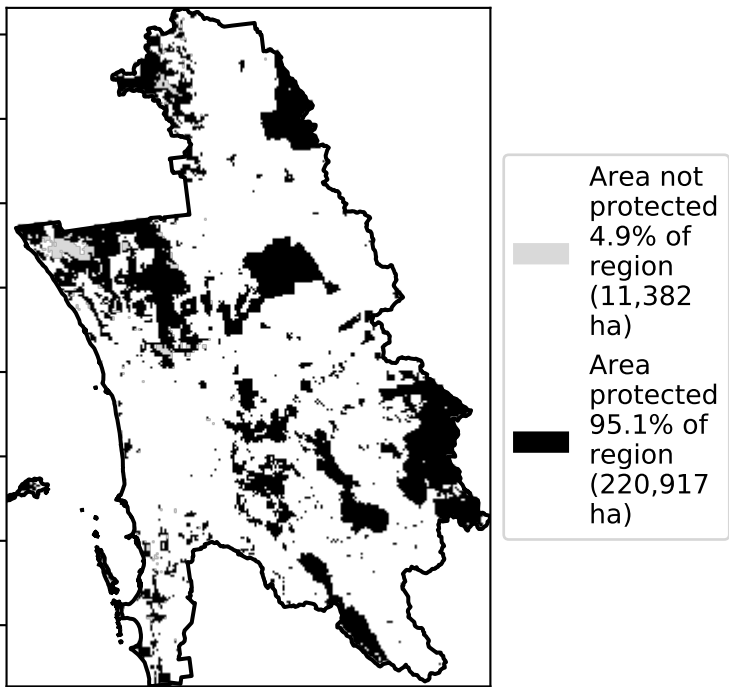 Area not
protected
4.9% of
region
(11,382
ha)
Area
protected
95.1% of
region
(220,917
ha)